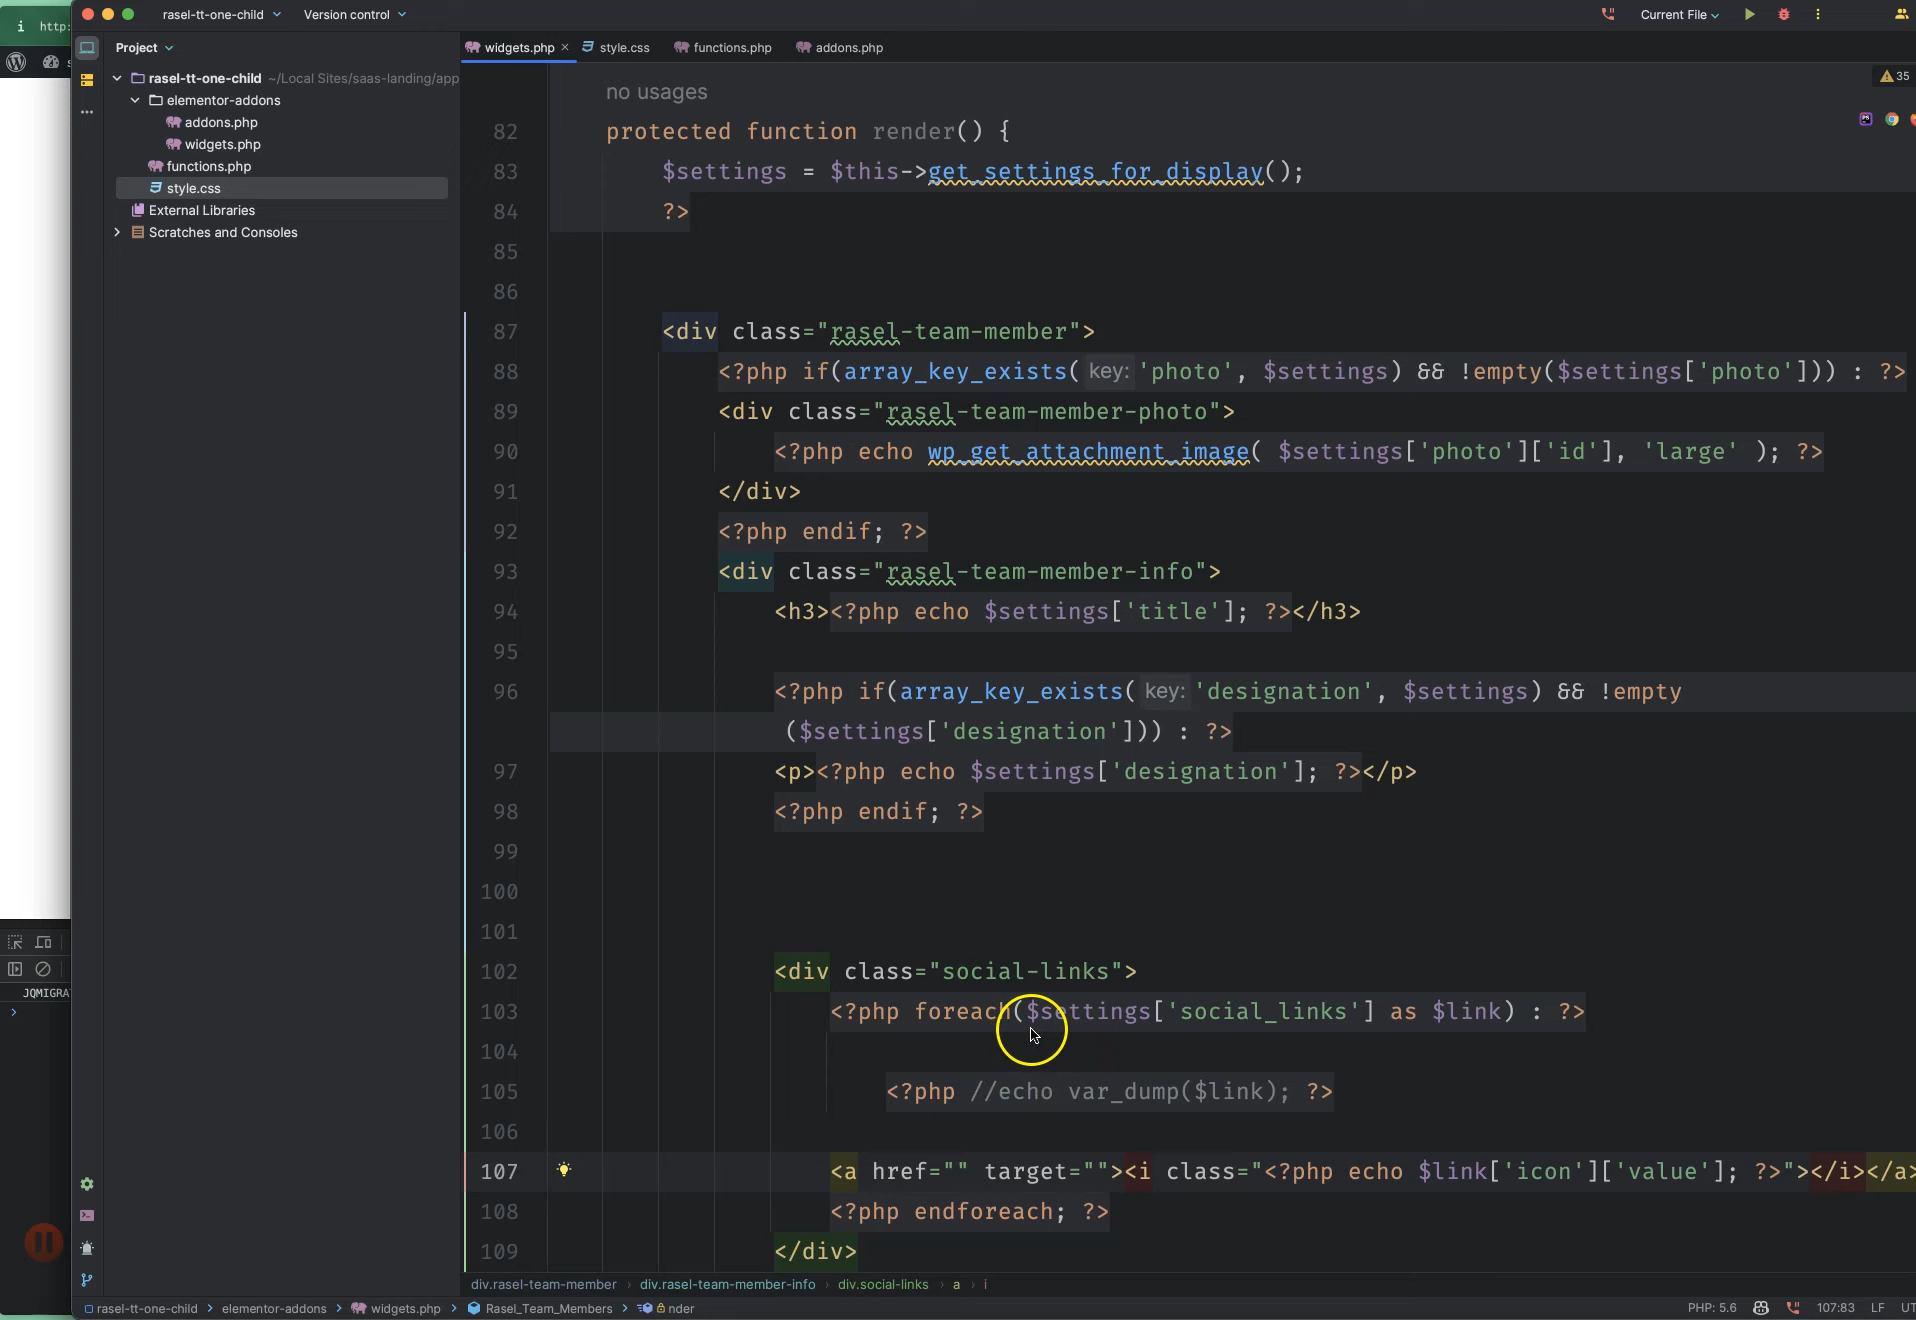 i http:
rasel-tt-one-child
Version control
Current File
Project
widgets.php
style.css
functions.php
addons.php
rasel-tt-one-child ~/Local Sites/saas-landing/app
elementor-addons
addons.php
widgets.php
functions.php
style.css
External Libraries
Scratches and Consoles
35
no usages
82 protected function render() {
83 $settings = $this->get_settings_for_display();
84 ?>
85
86
87 <div class="rasel-team-member">
88 <?php if(array_key_exists( key: 'photo', $settings) && !empty($settings['photo'])) : ?>
89 <div class="rasel-team-member-photo">
90 <?php echo wp_get_attachment_image( $settings['photo']['id'], 'large' ); ?>
91 </div>
92 <?php endif; ?>
93 <div class="rasel-team-member-info">
94 <h3><?php echo $settings['title']; ?></h3>
95
96 <?php if(array_key_exists( key: 'designation', $settings) && !empty
($settings['designation'])) : ?>
97 <p><?php echo $settings['designation']; ?></p>
98 <?php endif; ?>
99
100
101
102 <div class="social-links">
103 <?php foreach($settings['social_links'] as $link) : ?>
104
105 <?php //echo var_dump($link); ?>
106
107 <a href="" target=""><i class="<?php echo $link['icon']['value']; ?>"></i></a>
108 <?php endforeach; ?>
109 </div>
JQMIGRA
div.rasel-team-member › div.rasel-team-member-info › div.social-links › a › i
rasel-tt-one-child › elementor-addons › widgets.php › Rasel_Team_Members › nder
PHP: 5.6
107:83 LF UT